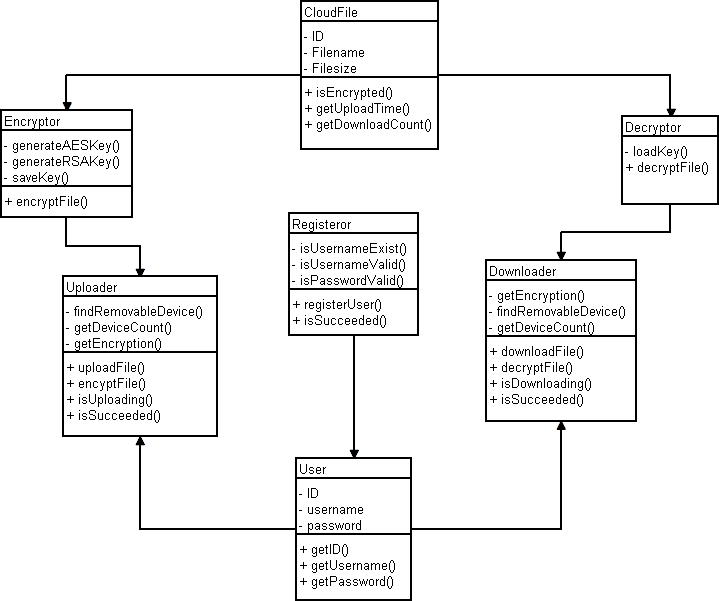 CloudFile
- ID
- Filename
- Filesize
+ isEncrypted()
+ getUploadTime()
+ getDownloadCount()
Encryptor
- generateAESKey()
- generateRSAKey()
- saveKey()
+ encryptFile()
Decryptor
- loadKey()
+ decryptFile()
Registeror
- isUsernameExist()
- isUsernameValid()
- isPasswordValid()
+ registerUser()
+ isSucceeded()
Uploader
- findRemovableDevice()
- getDeviceCount()
- getEncryption()
+ uploadFile()
+ encyptFile()
+ isUploading()
+ isSucceeded()
Downloader
- getEncryption()
- findRemovableDevice()
- getDeviceCount()
+ downloadFile()
+ decryptFile()
+ isDownloading()
+ isSucceeded()
User
- ID
- username
- password
+ getID()
+ getUsername()
+ getPassword()